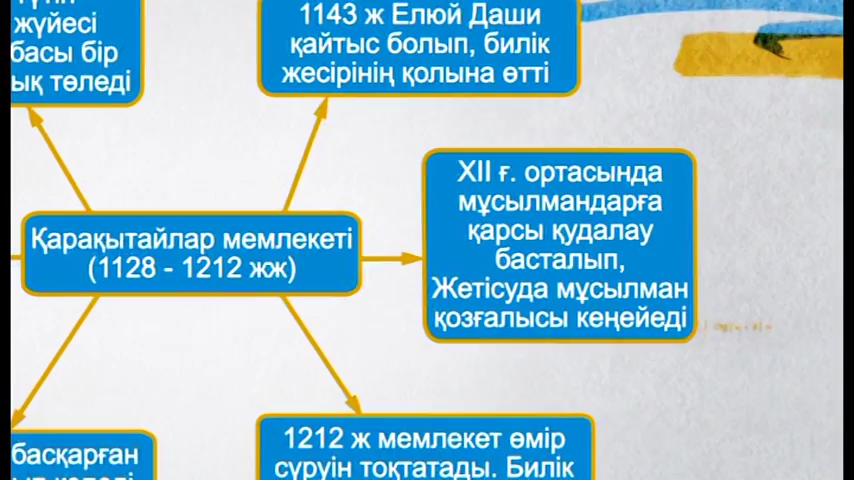 жүйесі
басы бір
ық төледі
1143 ж Елюй Даши
қайтыс болып, билік
жесірінің қолына өтті
Қарақытайлар мемлекеті
(1128 - 1212 жж)
XII ғ. ортасында
мұсылмандарға
қарсы қудалау
басталып,
Жетісуда мұсылман
қозғалысы кеңейеді
басқарған
1212 ж мемлекет өмір
сүруін тоқтатады. Билік